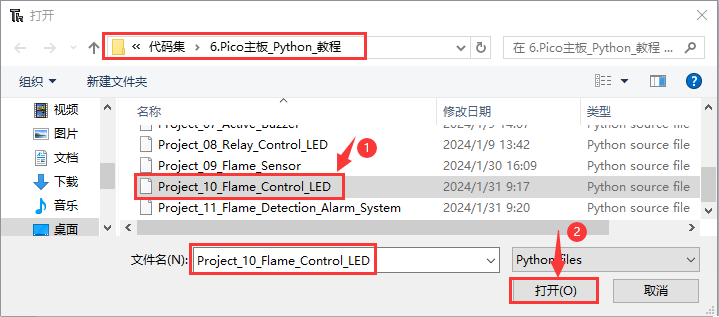 打开
« 代码集 › 6.Pico主板_Python_教程
在 6.Pico主板_Python_教程 ...
组织 新建文件夹
名称 修改日期 类型
视频
图片
文档
下载
音乐
桌面
Project_07_Active_Buzzer 2024/1/9 14:07 Python source file
Project_08_Relay_Control_LED 2024/1/9 13:42 Python source file
Project_09_Flame_Sensor 2024/1/30 16:09 Python source file
Project_10_Flame_Control_LED 2024/1/31 9:17 Python source file
Project_11_Flame_Detection_Alarm_System 2024/1/31 9:20 Python source file
1
文件名(N): Project_10_Flame_Control_LED Python files
2
打开(O) 取消